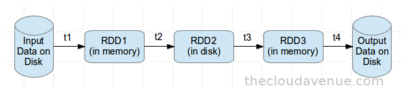 Input
Data on
Disk
t1
RDD1
(in memory)
t2
RDD2
(in disk)
t3
RDD3
(in memory)
t4
Output
Data on
Disk
thecloudavenue.com